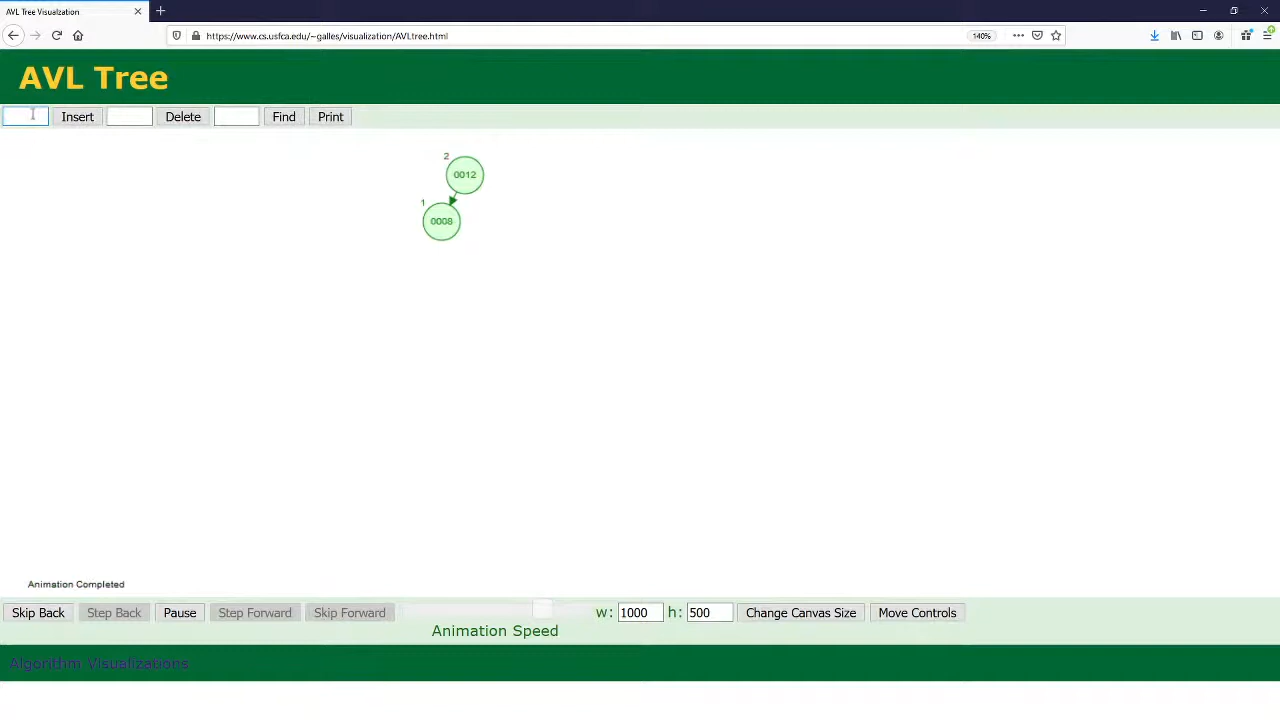 AVL Tree Visualzation
https://www.cs.usfca.edu/~galles/visualization/AVLtree.html
140%
AVL Tree
Insert Delete Find Print
2
0012
1
0008
Animation Completed
Skip Back Step Back Pause Step Forward Skip Forward w: 1000 h: 500 Change Canvas Size Move Controls
Animation Speed
Algorithm Visualizations